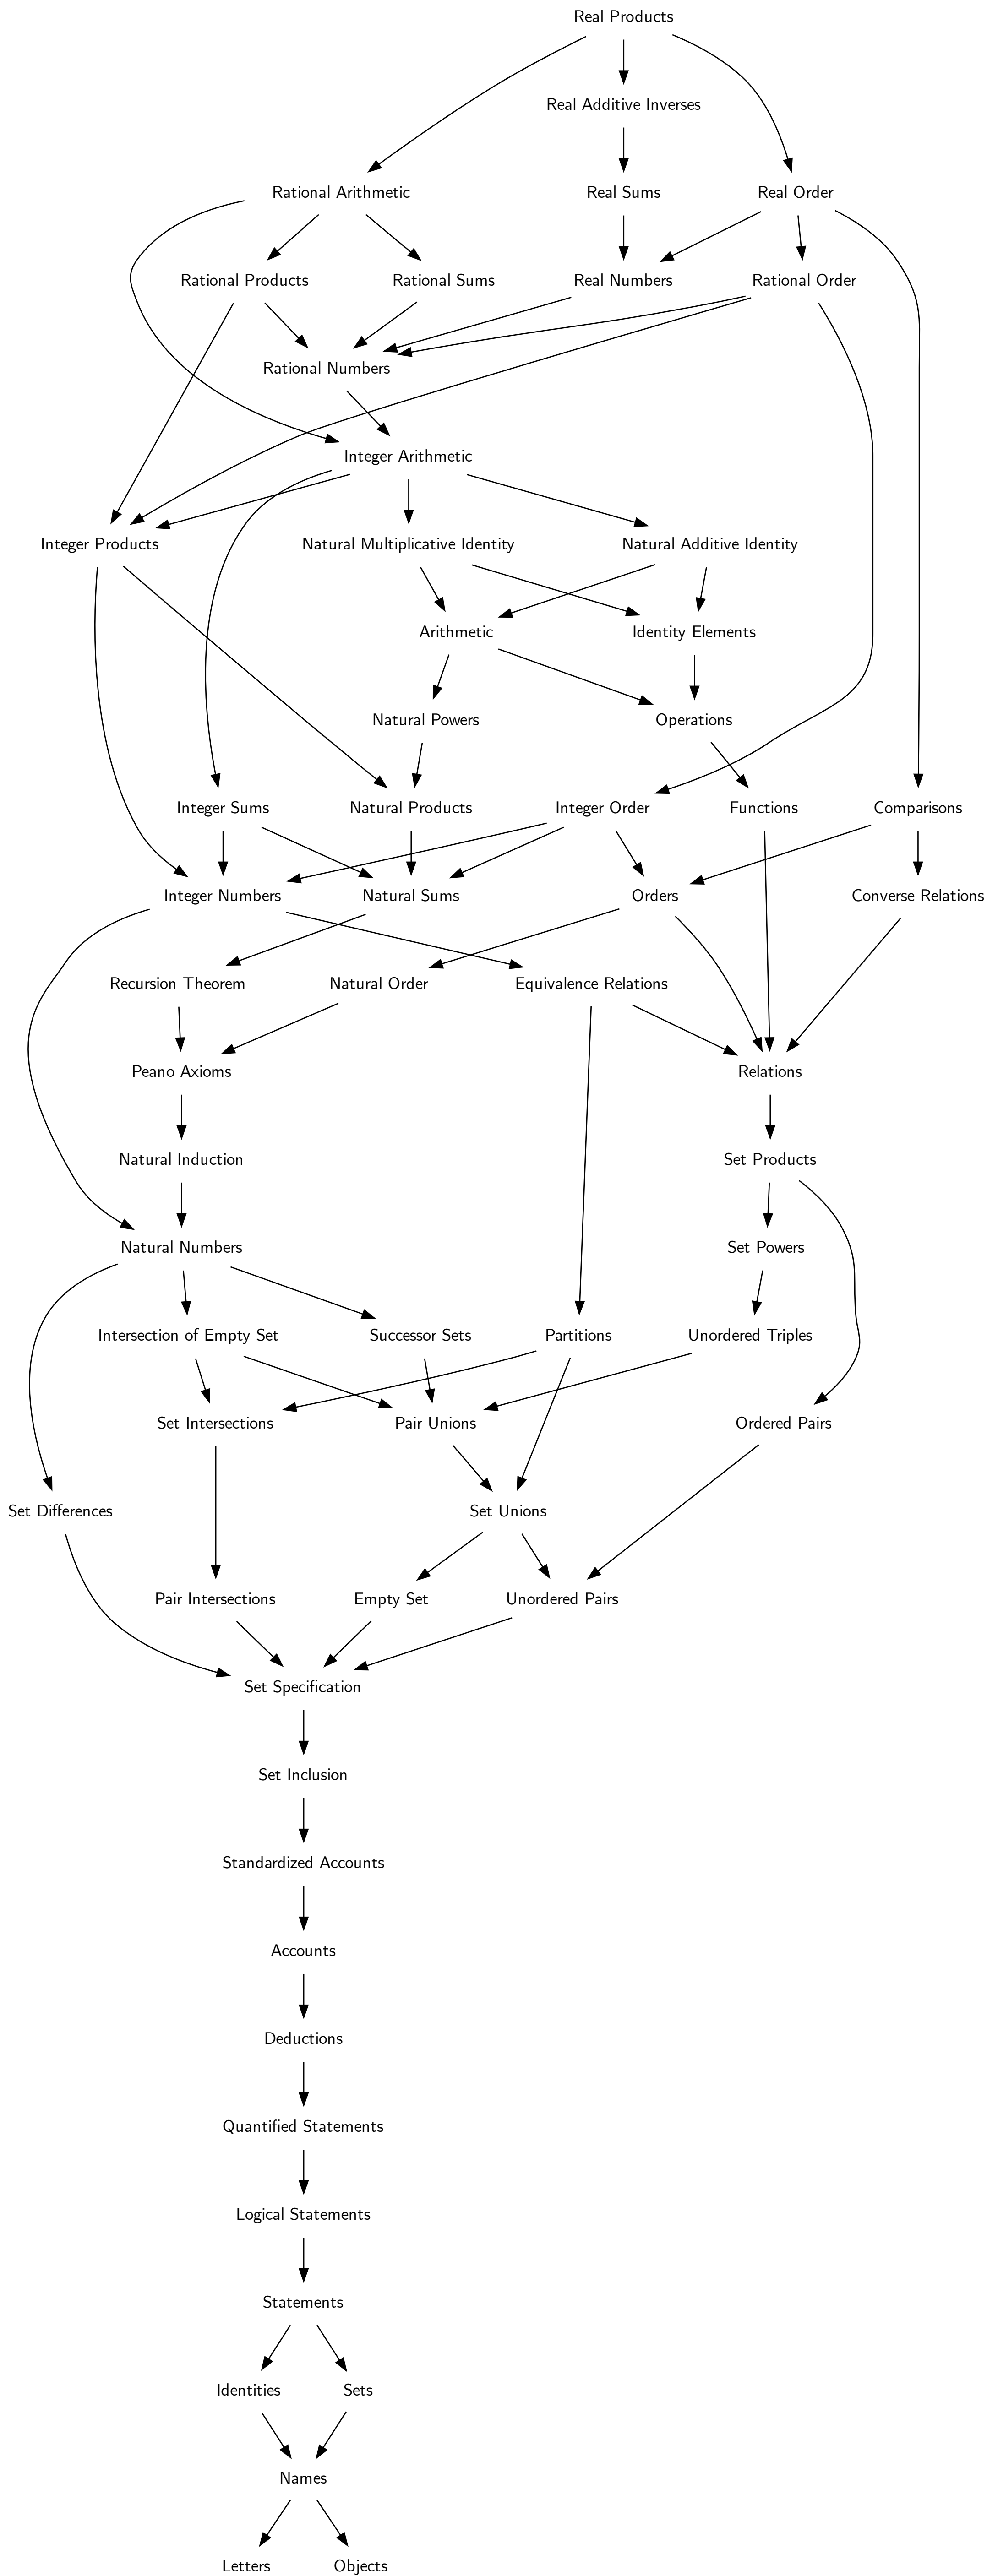 Real Products
Real Additive Inverses
Rational Arithmetic
Real Sums
Real Order
Rational Products
Rational Sums
Real Numbers
Rational Order
Rational Numbers
Integer Arithmetic
Integer Products
Natural Multiplicative Identity
Natural Additive Identity
Arithmetic
Identity Elements
Natural Powers
Operations
Integer Sums
Natural Products
Integer Order
Functions
Comparisons
Integer Numbers
Natural Sums
Orders
Converse Relations
Recursion Theorem
Natural Order
Equivalence Relations
Peano Axioms
Relations
Natural Induction
Set Products
Natural Numbers
Set Powers
Intersection of Empty Set
Successor Sets
Partitions
Unordered Triples
Set Intersections
Pair Unions
Ordered Pairs
Set Differences
Set Unions
Pair Intersections
Empty Set
Unordered Pairs
Set Specification
Set Inclusion
Standardized Accounts
Accounts
Deductions
Quantified Statements
Logical Statements
Statements
Identities
Sets
Names
Letters
Objects